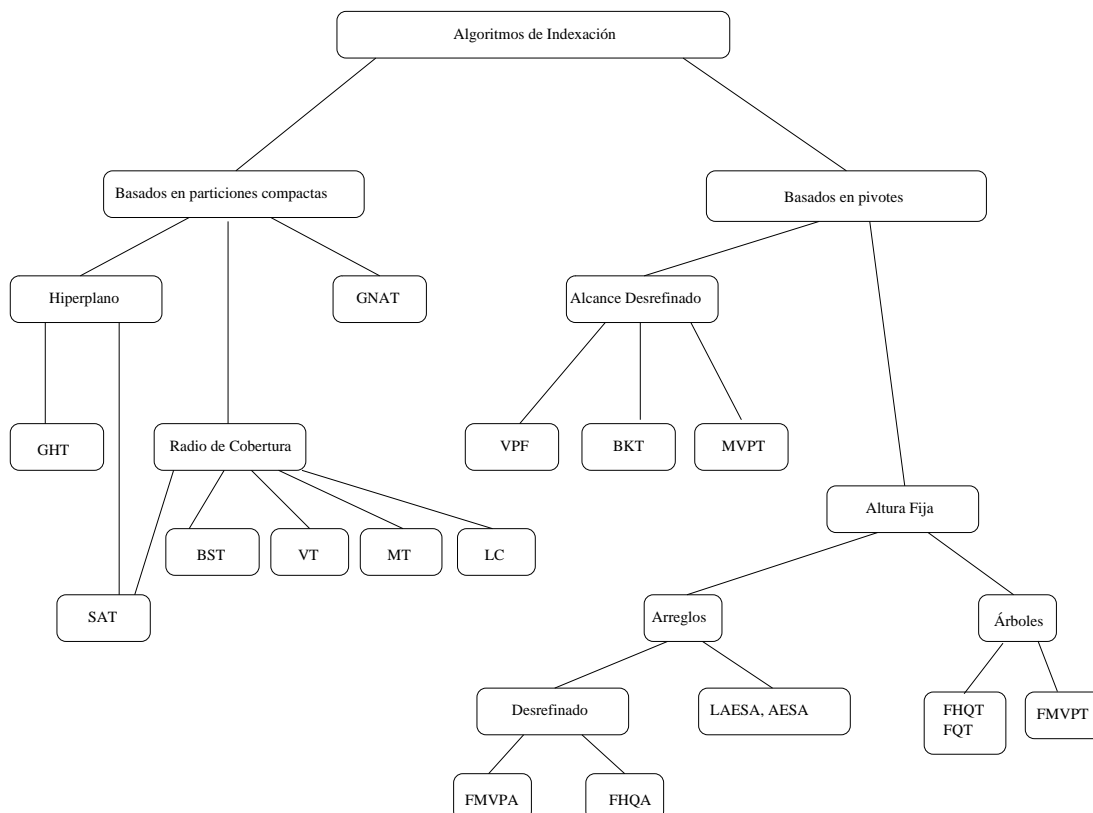 Algoritmos de Indexación
Basados en particiones compactas
Basados en pivotes
Hiperplano
GNAT
Alcance Desrefinado
GHT
Radio de Cobertura
VPF
BKT
MVPT
Altura Fija
BST
VT
MT
LC
SAT
Arreglos
Árboles
Desrefinado
LAESA, AESA
FHQT
FQT
FMVPT
FMVPA
FHQA